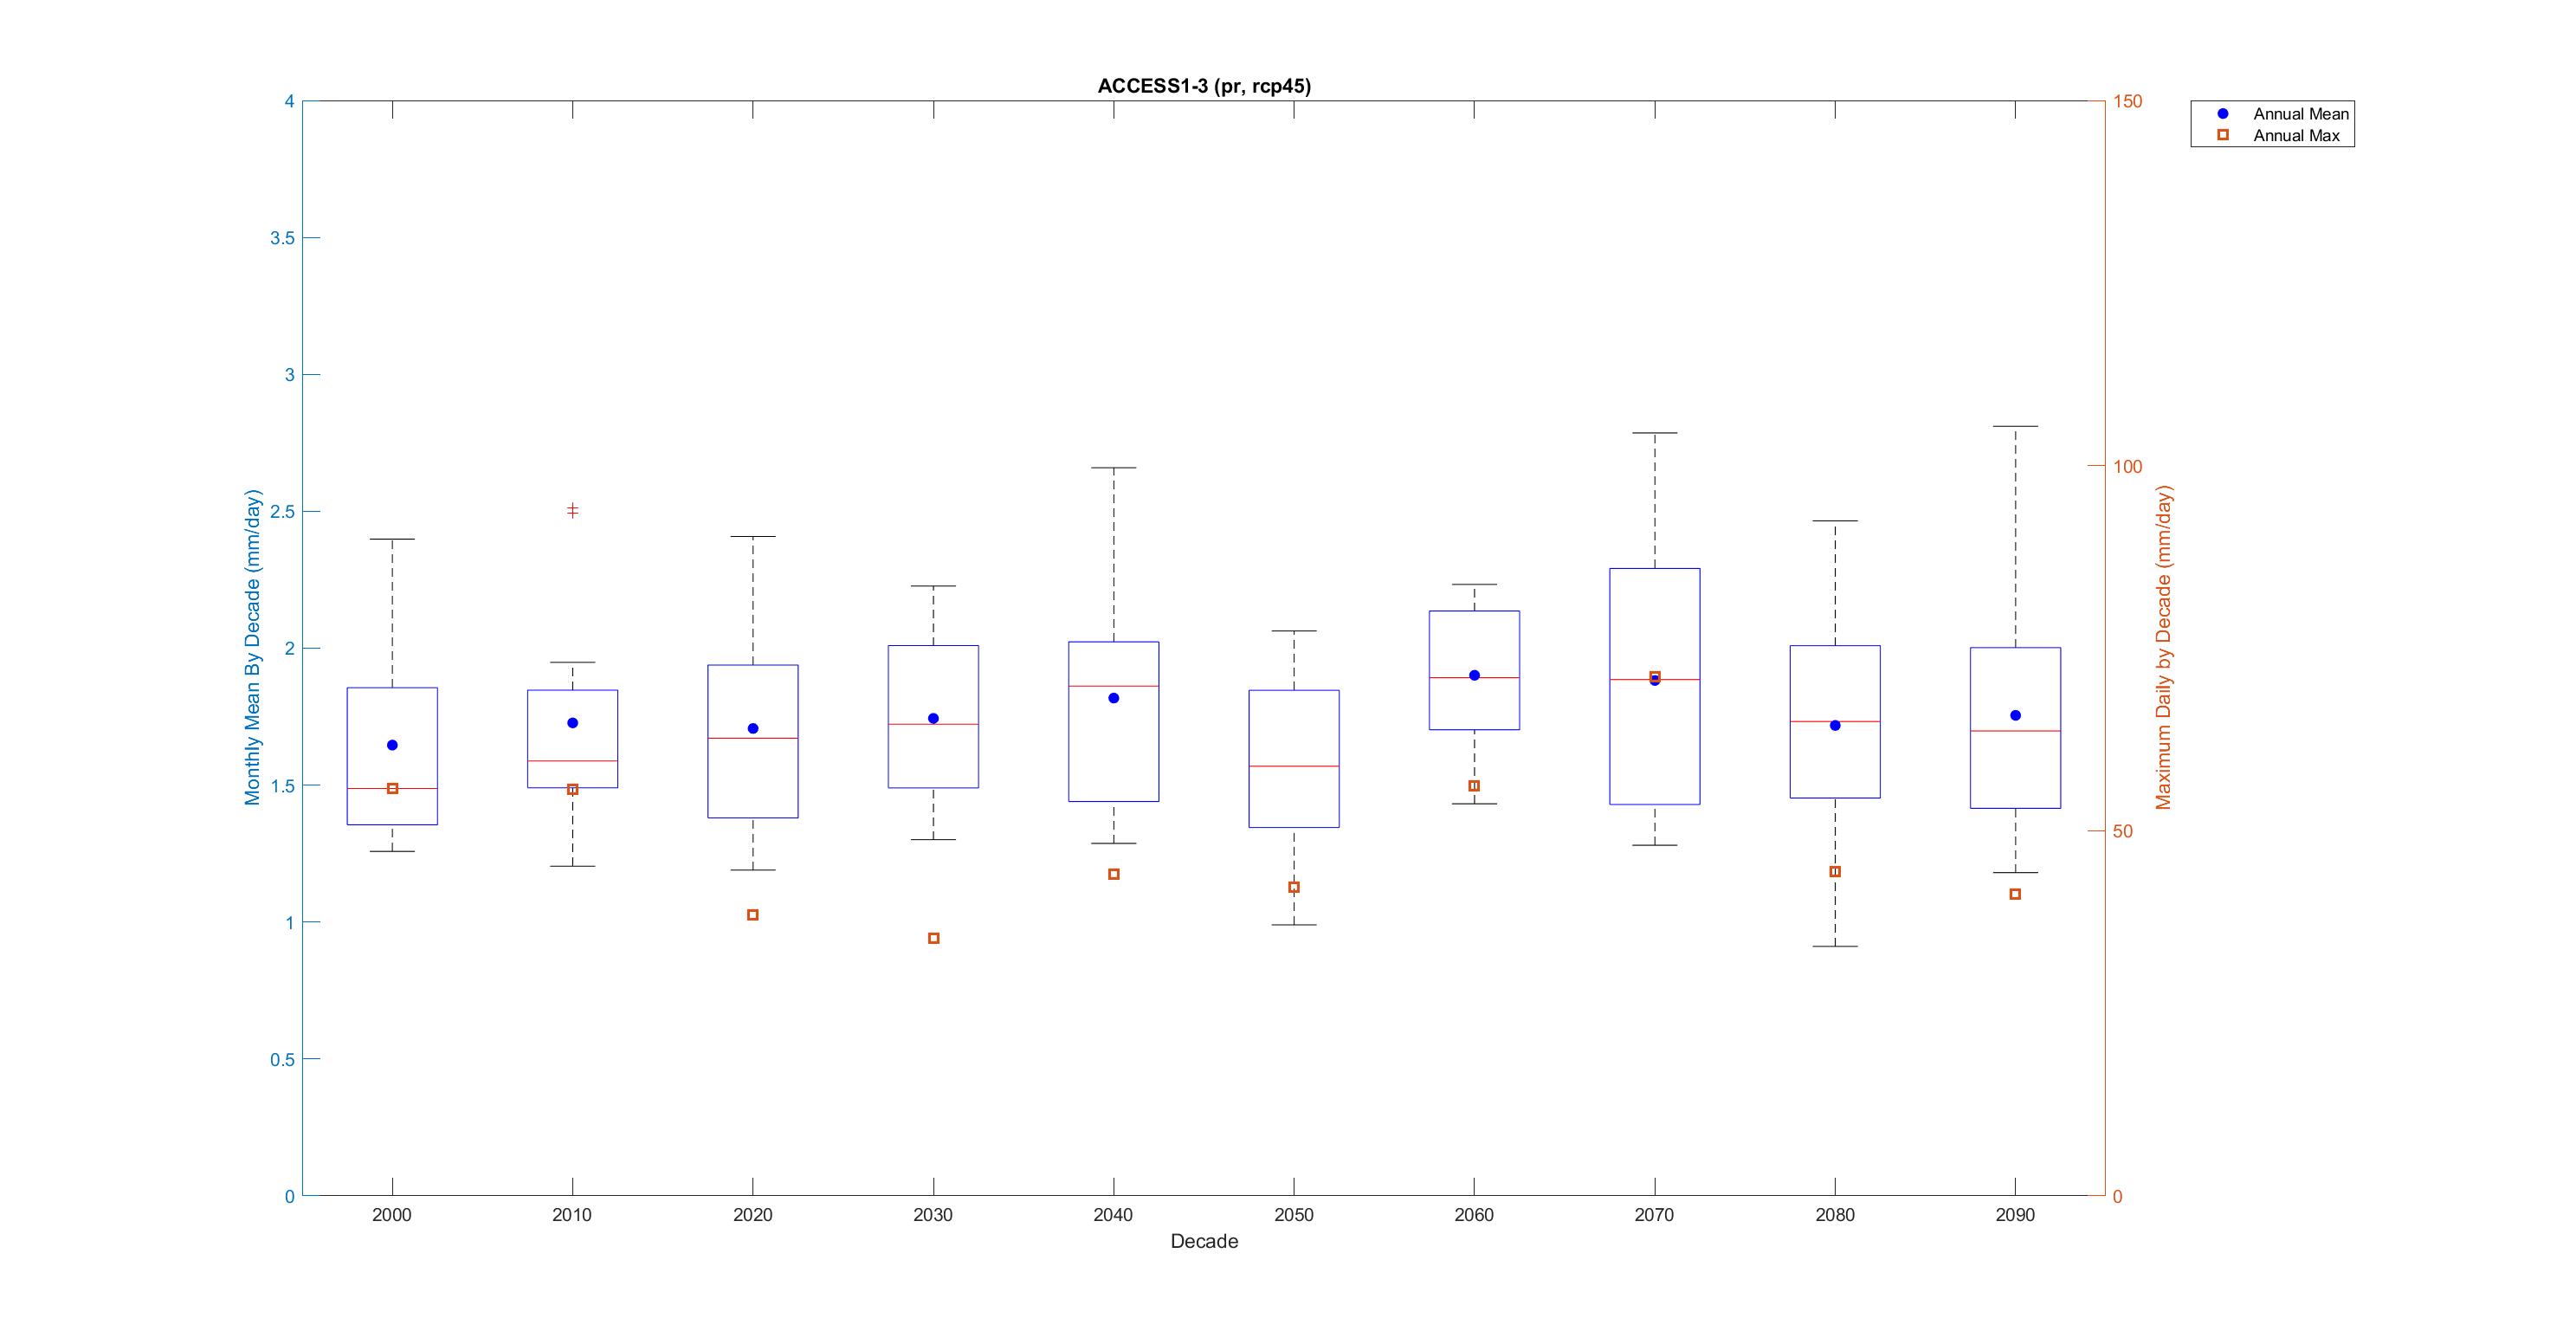 ACCESS1-3 (pr, rcp45)
Annual Mean
Annual Max
Monthly Mean By Decade (mm/day)
4
3.5
3
2.5
2
1.5
1
0.5
0
150
100
50
0
Maximum Daily by Decade (mm/day)
2000 2010 2020 2030 2040 2050 2060 2070 2080 2090
Decade